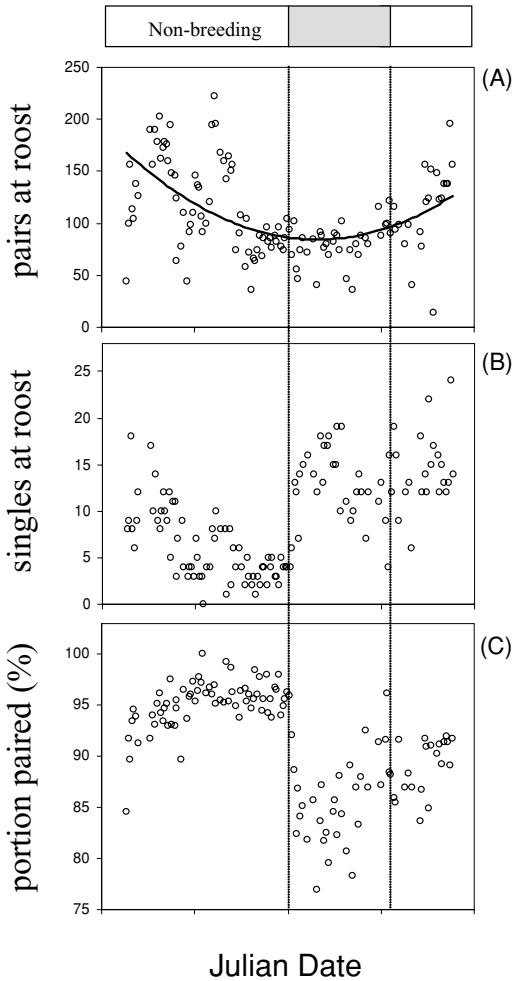 Non-breeding
(A)
pairs at roost
250
200
150
100
50
0
(B)
singles at roost
25
20
15
10
5
0
(C)
portion paired (%)
100
95
90
85
80
75
Julian Date